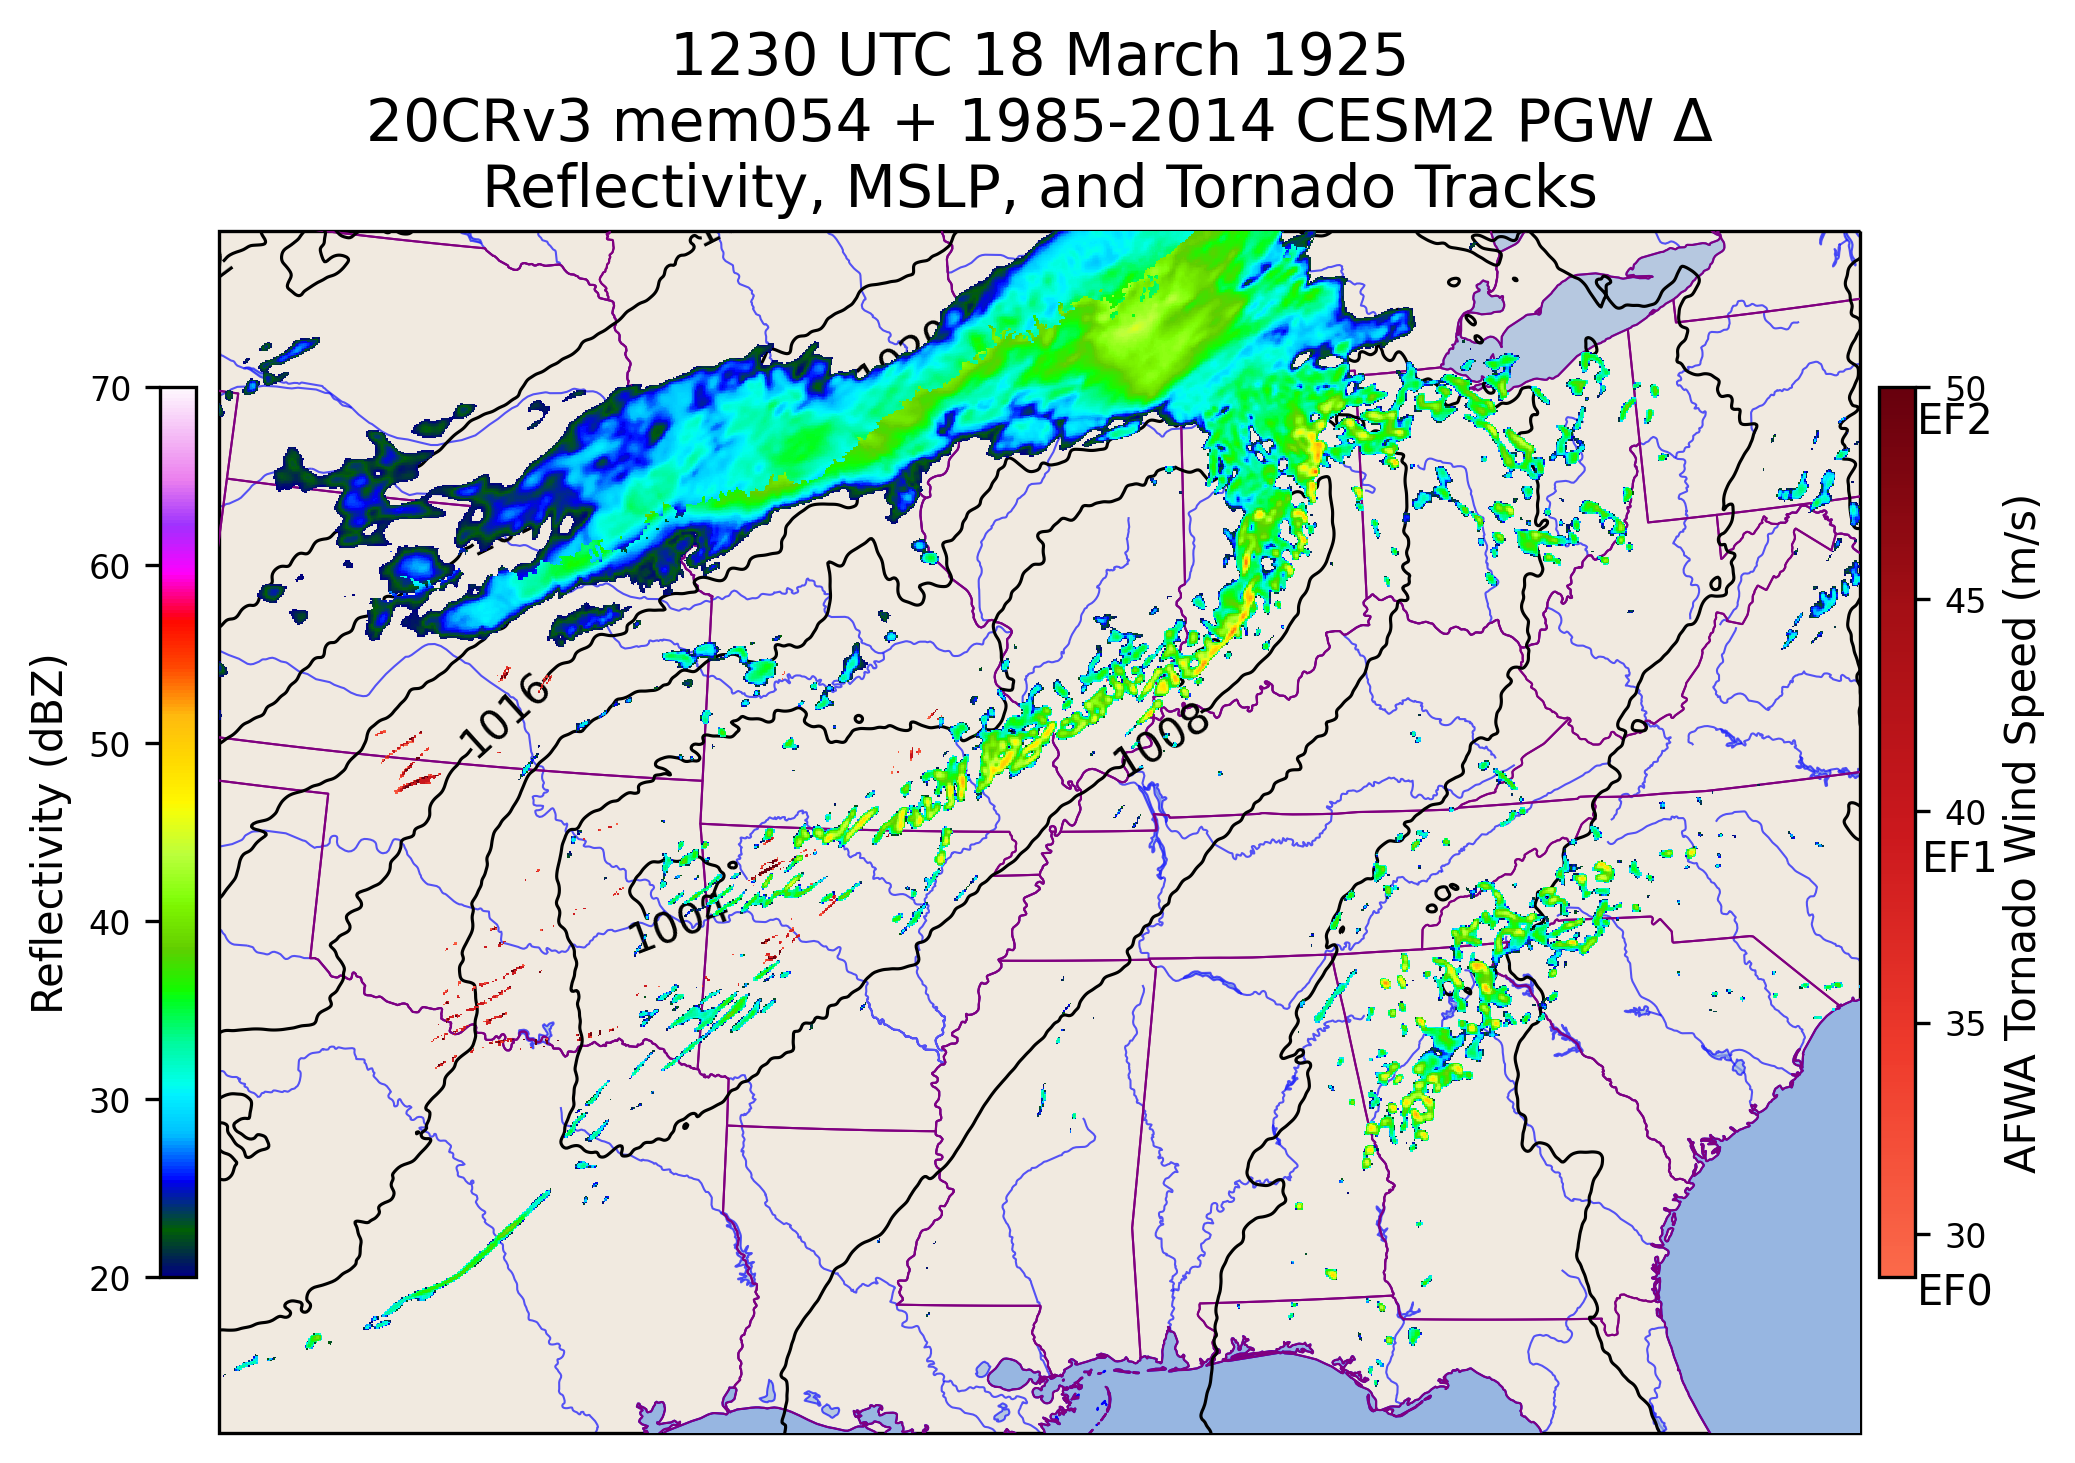 1230 UTC 18 March 1925
20CRv3 mem054 + 1985-2014 CESM2 PGW Δ
Reflectivity, MSLP, and Tornado Tracks
70
60
50
40
30
20
Reflectivity (dBZ)
1016
1008
1004
50
EF2
45
40
EF1
35
30
EF0
AFWA Tornado Wind Speed (m/s)